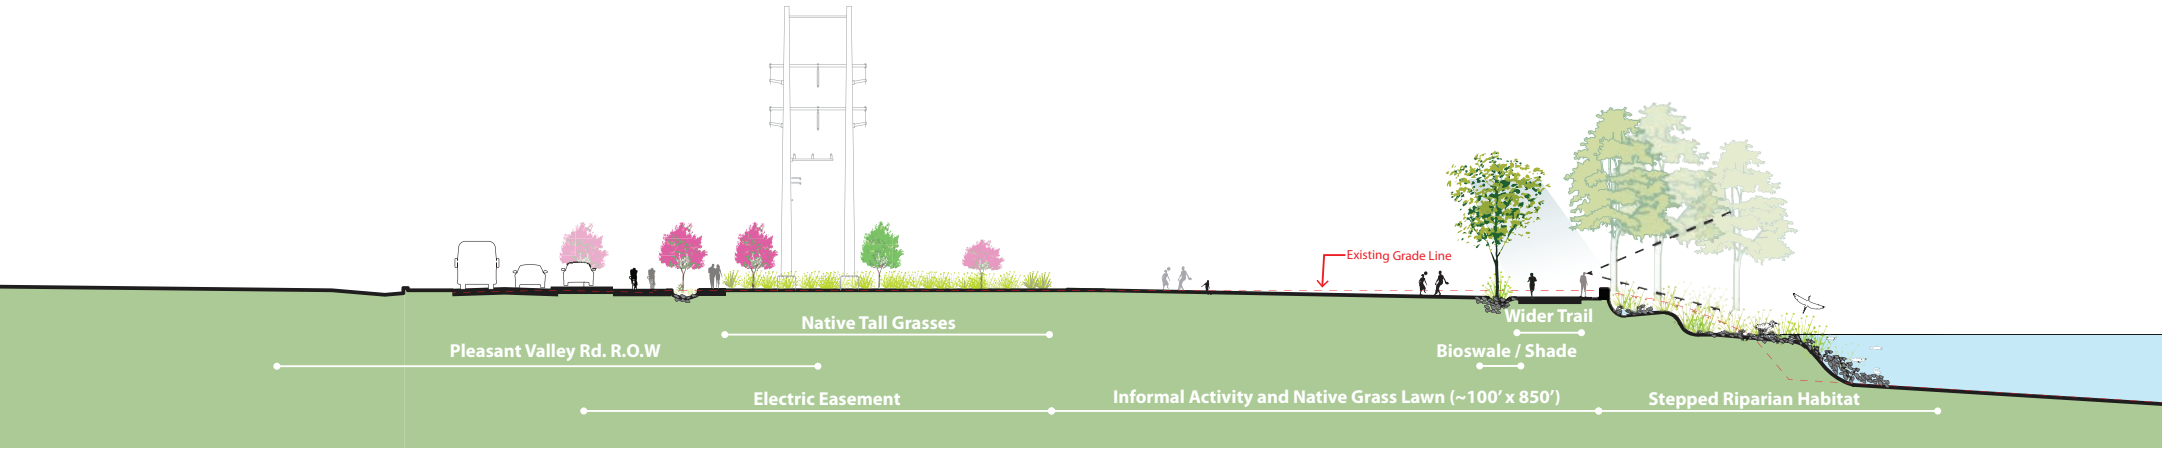 Existing Grade Line
Native Tall Grasses
Wider Trail
Pleasant Valley Rd. R.O.W
Bioswale / Shade
Electric Easement
Informal Activity and Native Grass Lawn (~100’ x 850’)
Stepped Riparian Habitat